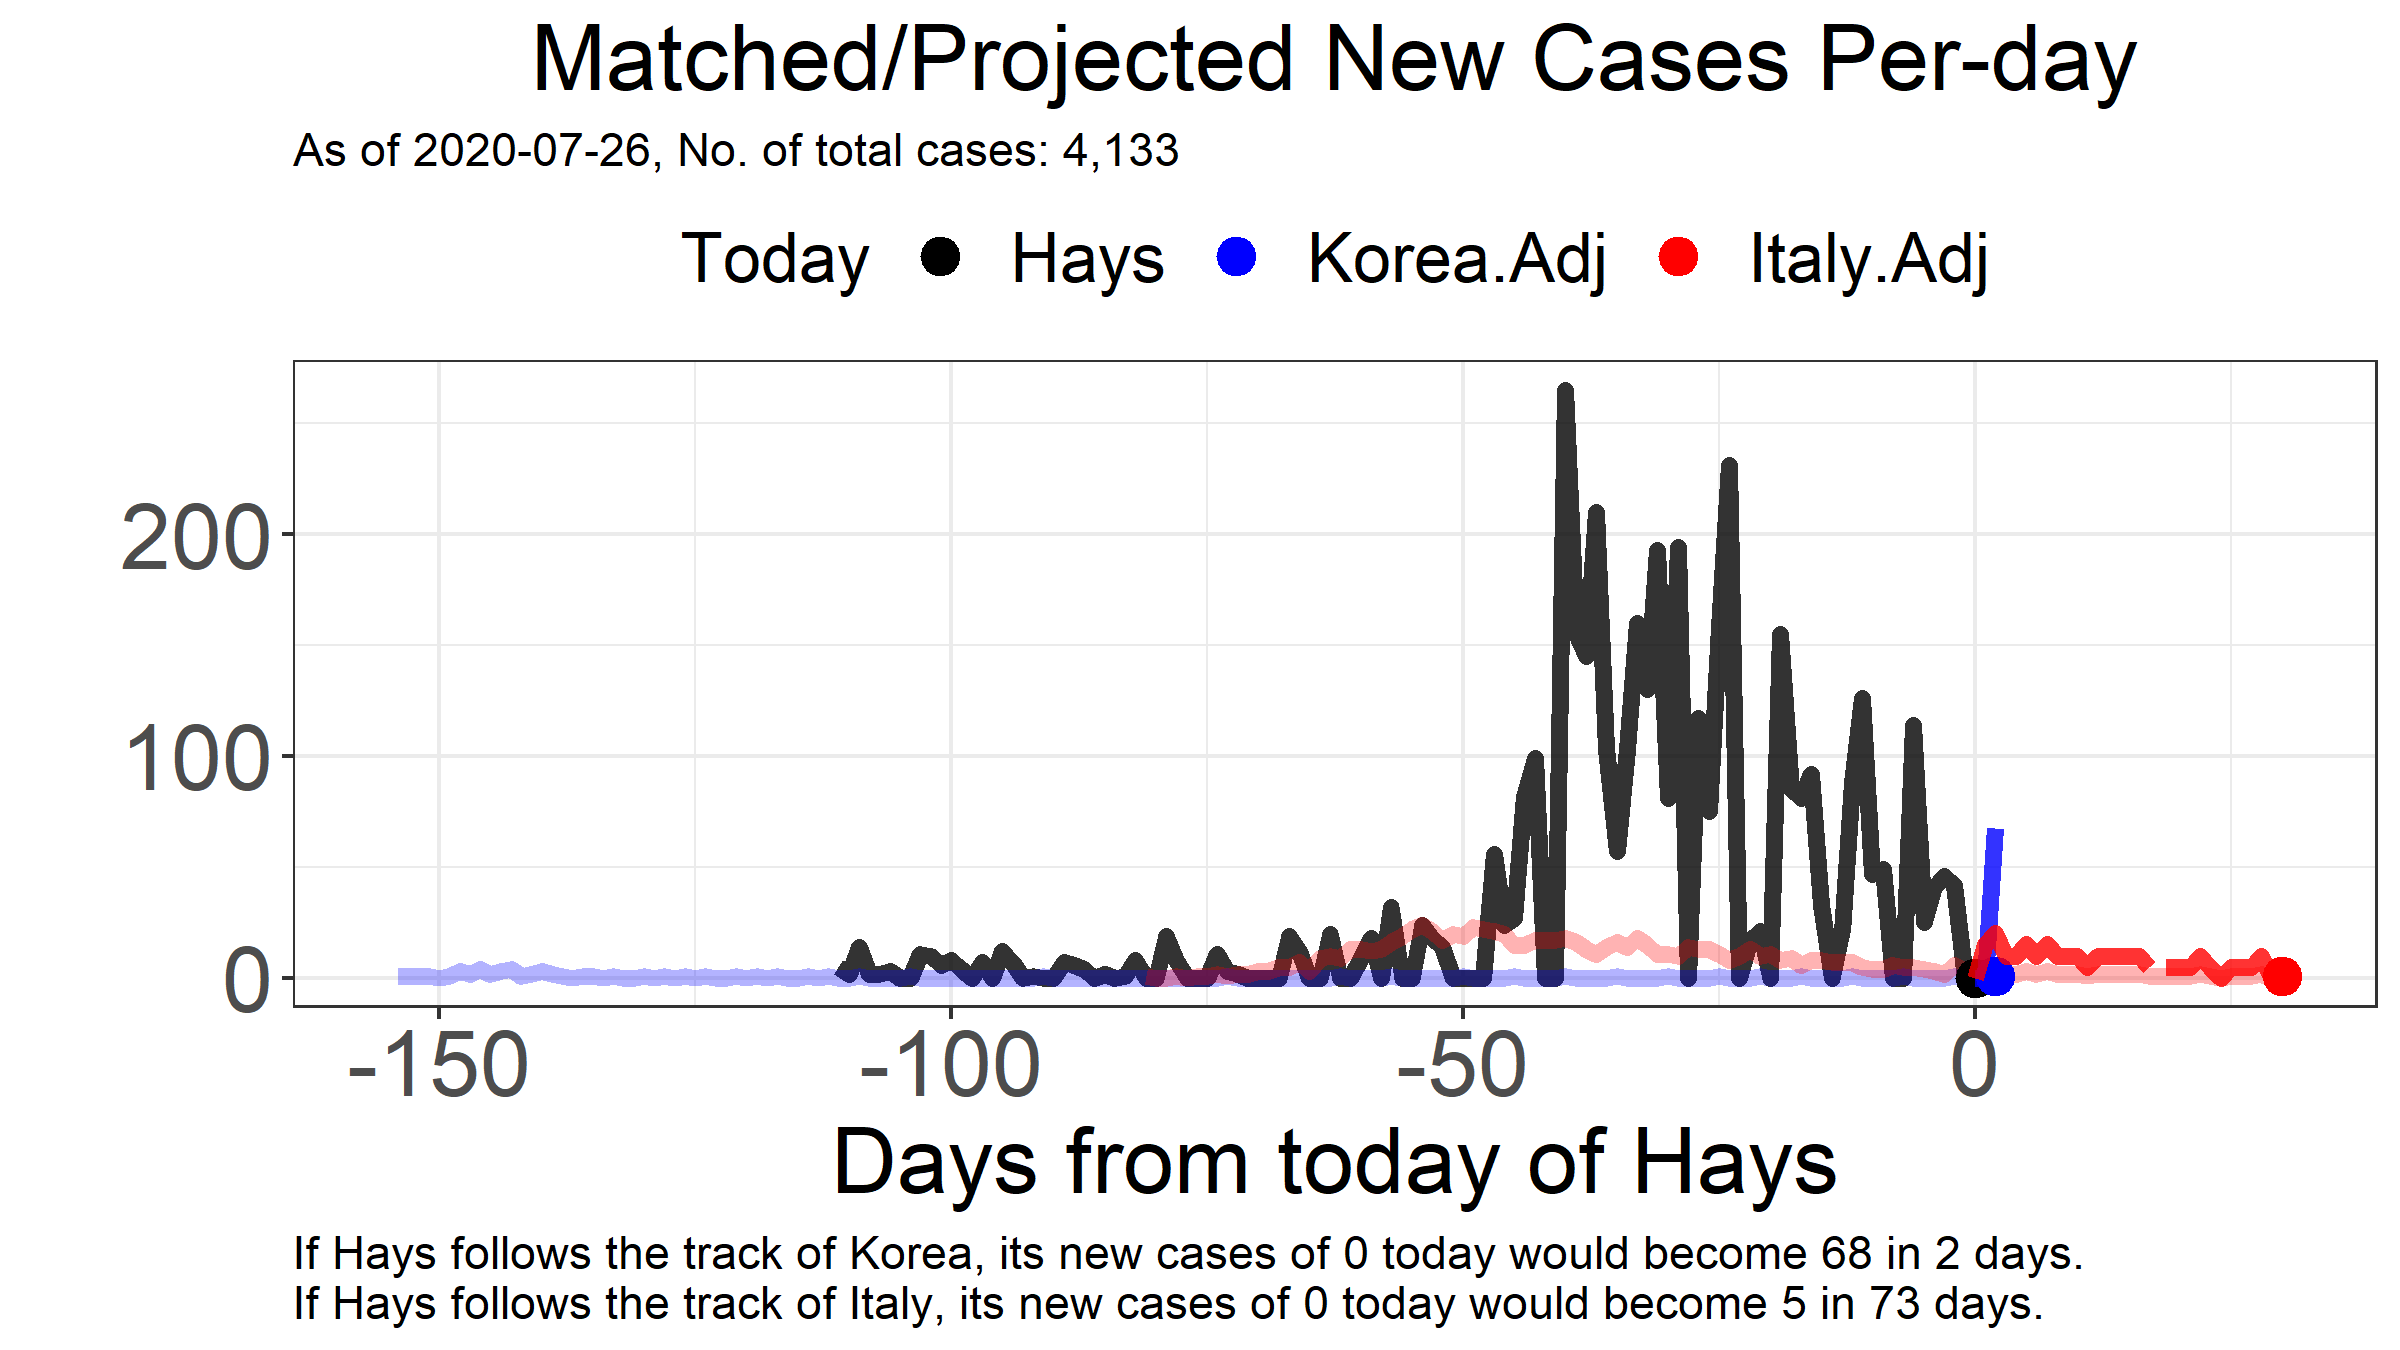 Matched/Projected New Cases Per-day
As of 2020-07-26, No. of total cases: 4,133
Today Hays Korea.Adj Italy.Adj
200
100
0
-150 -100 -50 0
Days from today of Hays
If Hays follows the track of Korea, its new cases of 0 today would become 68 in 2 days.
If Hays follows the track of Italy, its new cases of 0 today would become 5 in 73 days.